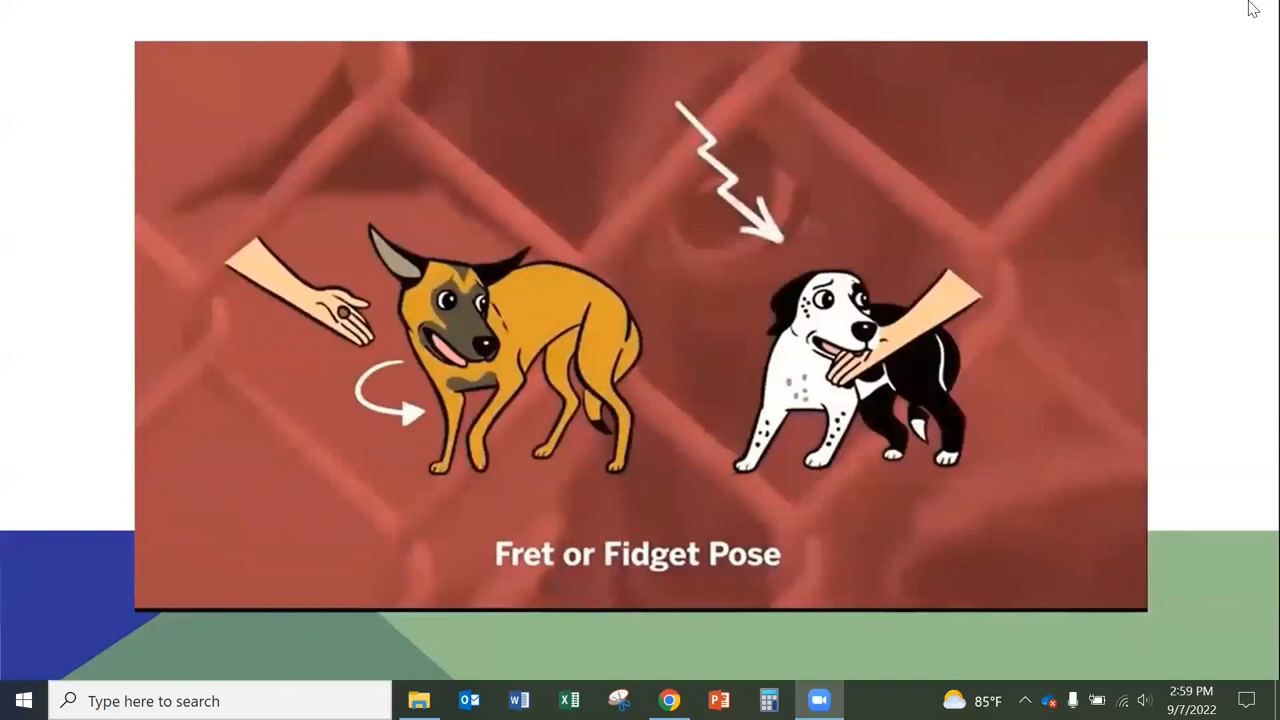 Fret or Fidget Pose
Type here to search
85°F
2:59 PM
9/7/2022